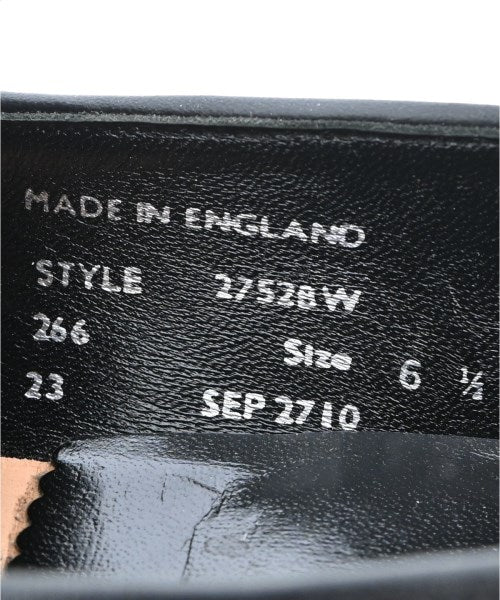 MADE IN ENGLAND
STYLE 27528W
266 Size 6 ½
23 SEP 2710